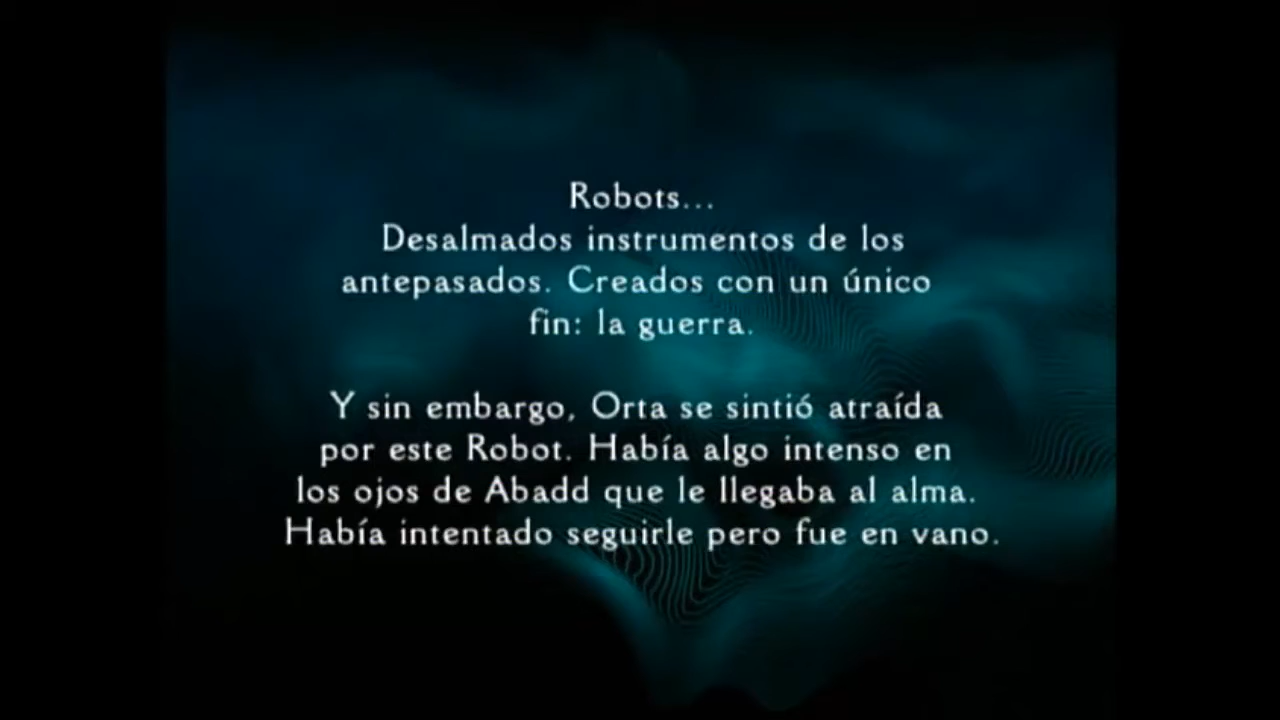 Robots...
Desalmados instrumentos de los
antepasados. Creados con un único
fin: la guerra.
Y sin embargo, Orta se sintió atraída
por este Robot. Había algo intenso en
los ojos de Abadd que le llegaba al alma.
Había intentado seguirle pero fue en vano.